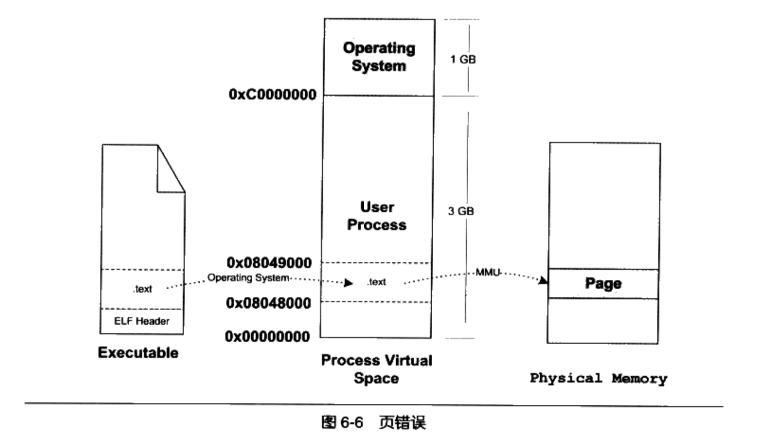 Operating
System
1 GB
0xC0000000
User
Process
3 GB
0x08049000
Operating System
.text
.text
MMU
Page
0x08048000
ELF Header
0x00000000
Executable
Process Virtual
Space
Physical Memory
图 6-6 页错误